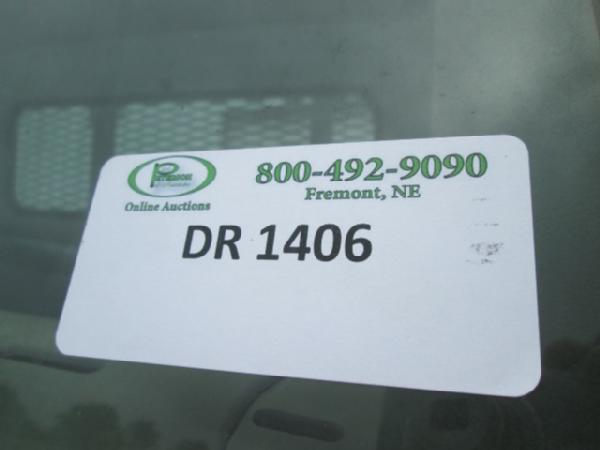 800-492-9090
Fremont, NE
Online Auctions
DR 1406